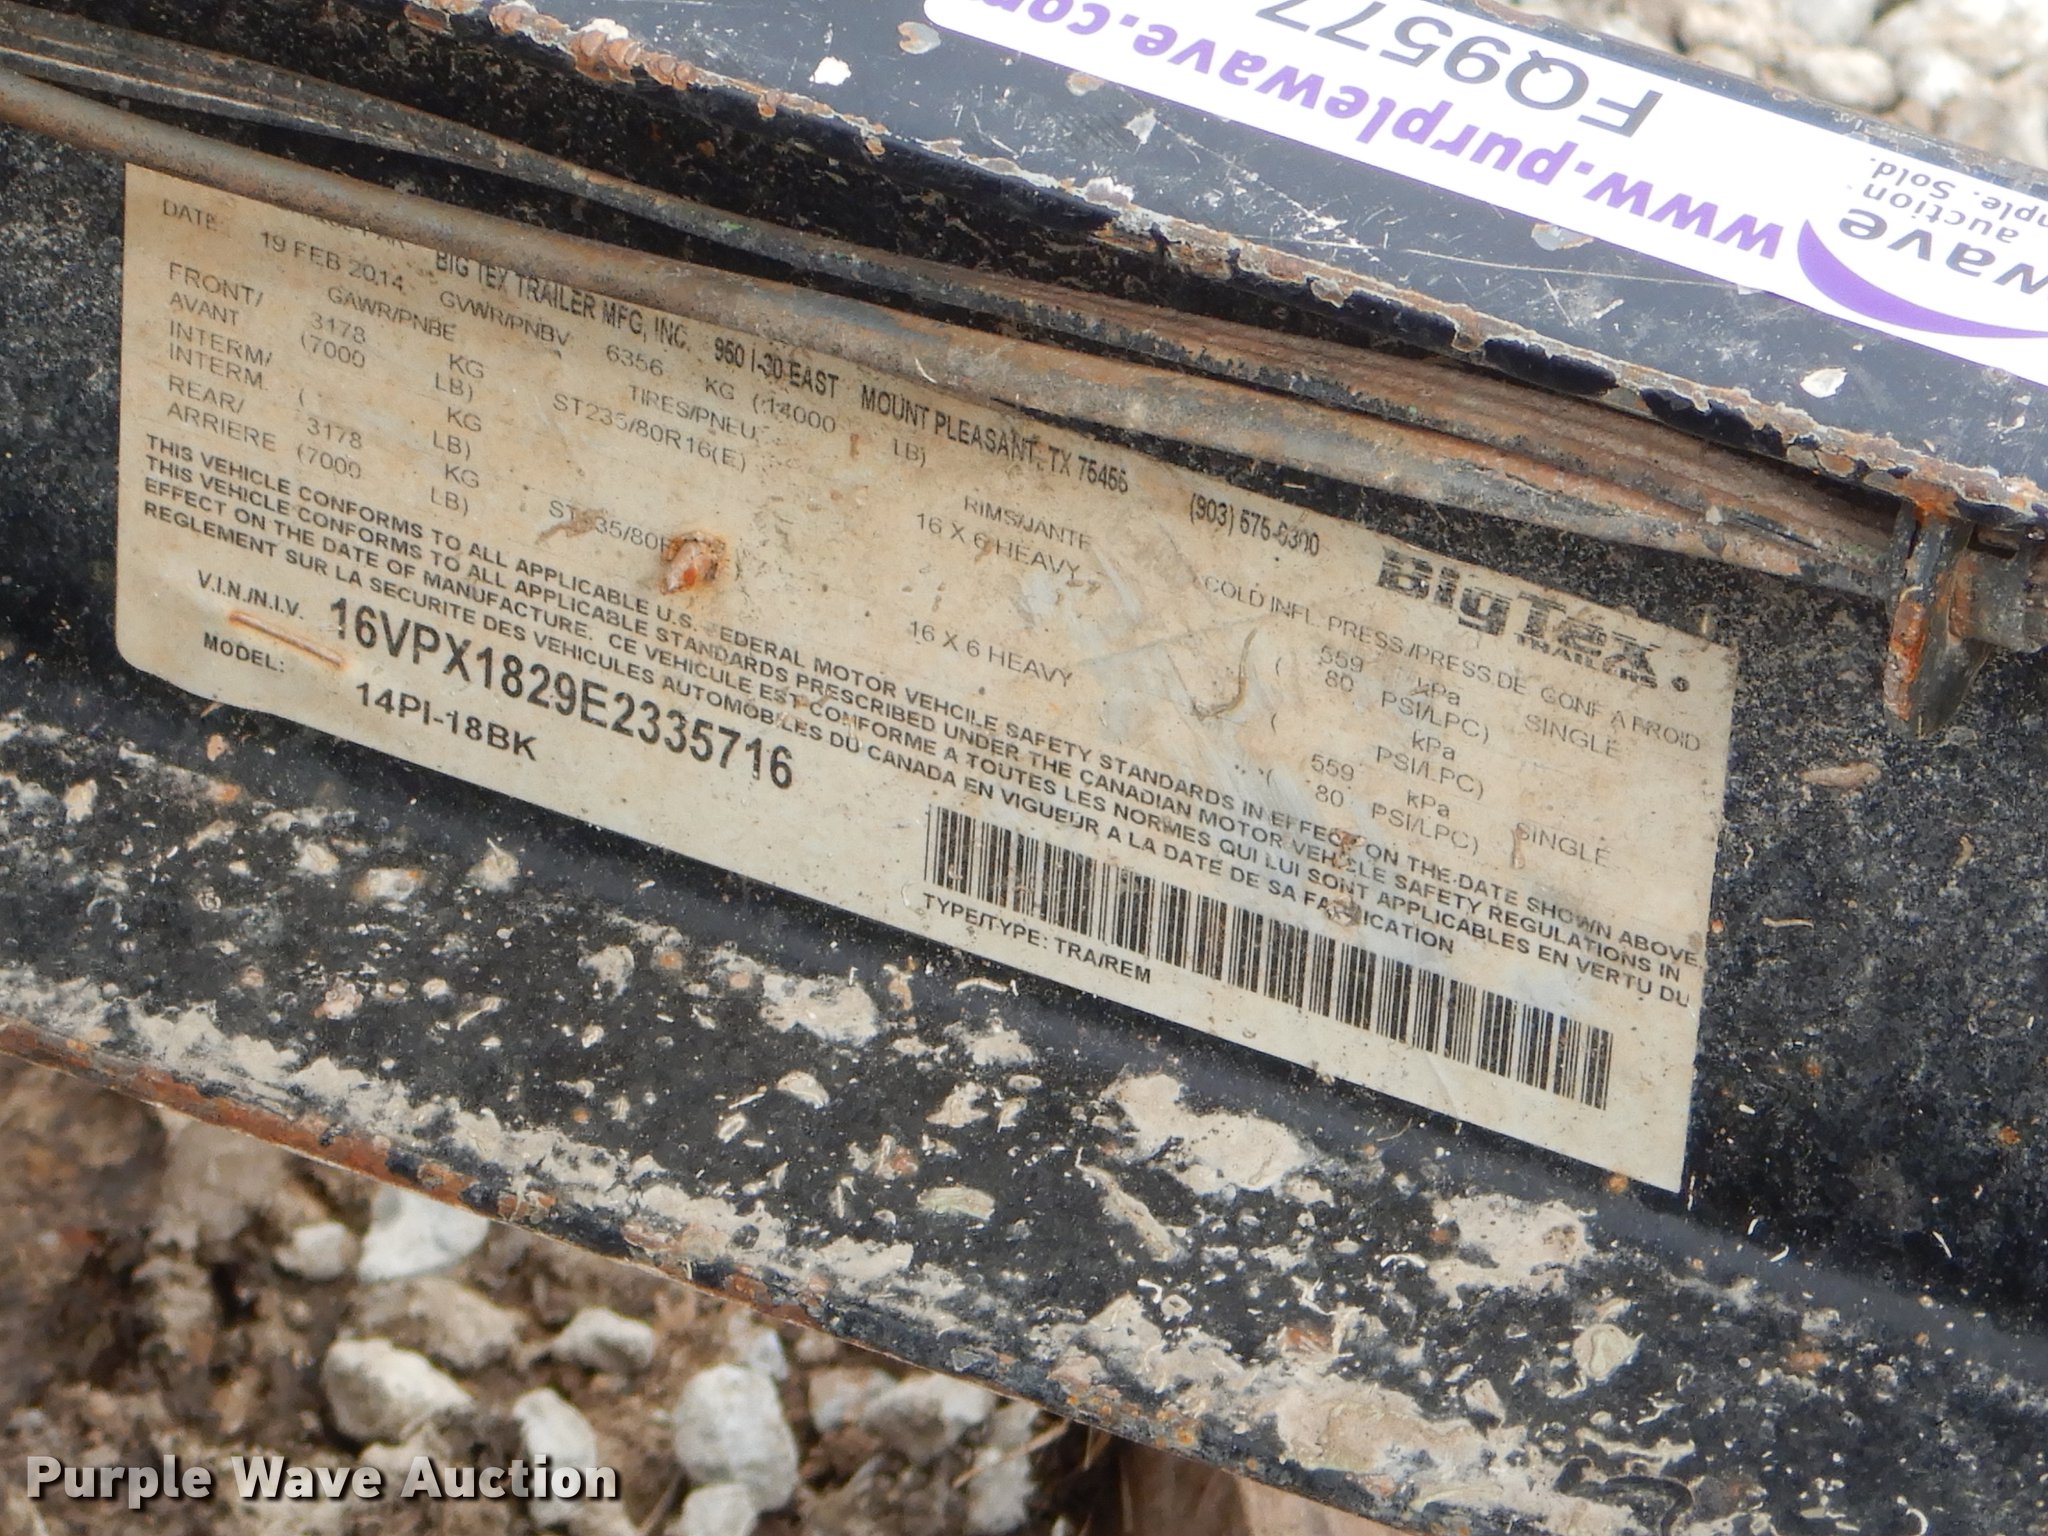 www.purplewave.com
FQ9577
wave
auction
Sold.
DATE
BIG TEX TRAILER MFG, INC. 950 I-30 EAST MOUNT PLEASANT, TX 75455 (903) 575-0300
BigTex
TRAILERS
19 FEB 2014 GVWR/PNBV 6356 KG (14000 LB)
GAWR/PNBE TIRES/PNEU RIMS/JANTE COLD INFL. PRESS./PRESS.DE GONF A FROID
FRONT/ 3178 KG ST235/80R16(E) 16 X 6 HEAVY 559 kPa SINGLE
AVANT (7000 LB) ( 80 PSI/LPC)
INTERM/ KG kPa
INTERM. ( LB) ( PSI/LPC)
REAR/ 3178 KG 16 X 6 HEAVY 559 kPa SINGLE
ARRIERE (7000 LB) ( 80 PSI/LPC)
THIS VEHICLE CONFORMS TO ALL APPLICABLE U.S. FEDERAL MOTOR VEHCILE SAFETY STANDARDS IN EFFECT ON THE DATE SHOWN ABOVE.
THIS VEHICLE CONFORMS TO ALL APPLICABLE STANDARDS PRESCRIBED UNDER THE CANADIAN MOTOR VEHICLE SAFETY REGULATIONS IN
EFFECT ON THE DATE OF MANUFACTURE. CE VEHICULE EST CONFORME A TOUTES LES NORMES QUI LUI SONT APPLICABLES EN VERTU DU
REGLEMENT SUR LA SECURITE DES VEHICULES AUTOMOBILES DU CANADA EN VIGUEUR A LA DATE DE SA FABRICATION
V.I.N./N.I.V. 16VPX1829E2335716
MODEL: 14PI-18BK
TYPE/TYPE: TRA/REM
Purple Wave Auction